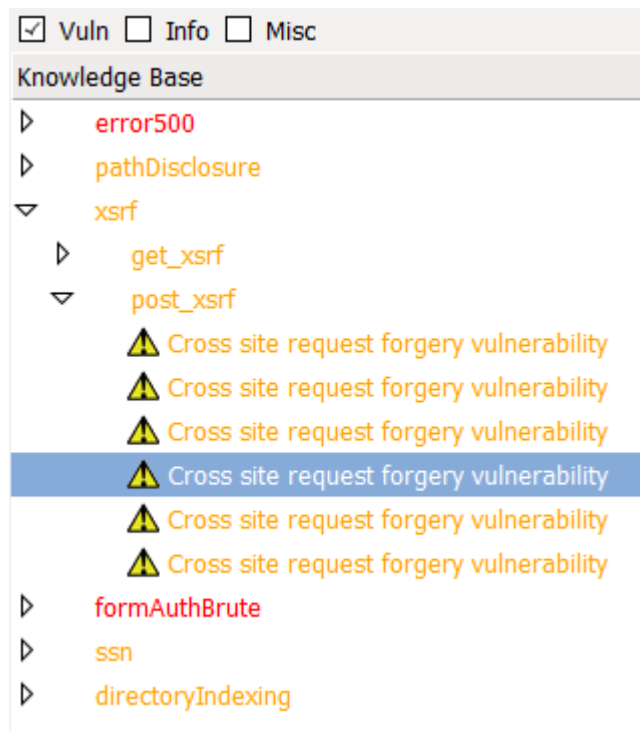 Vuln Info Misc
Knowledge Base
error500
pathDisclosure
xsrf
get_xsrf
post_xsrf
Cross site request forgery vulnerability
Cross site request forgery vulnerability
Cross site request forgery vulnerability
Cross site request forgery vulnerability
Cross site request forgery vulnerability
Cross site request forgery vulnerability
formAuthBrute
ssn
directoryIndexing